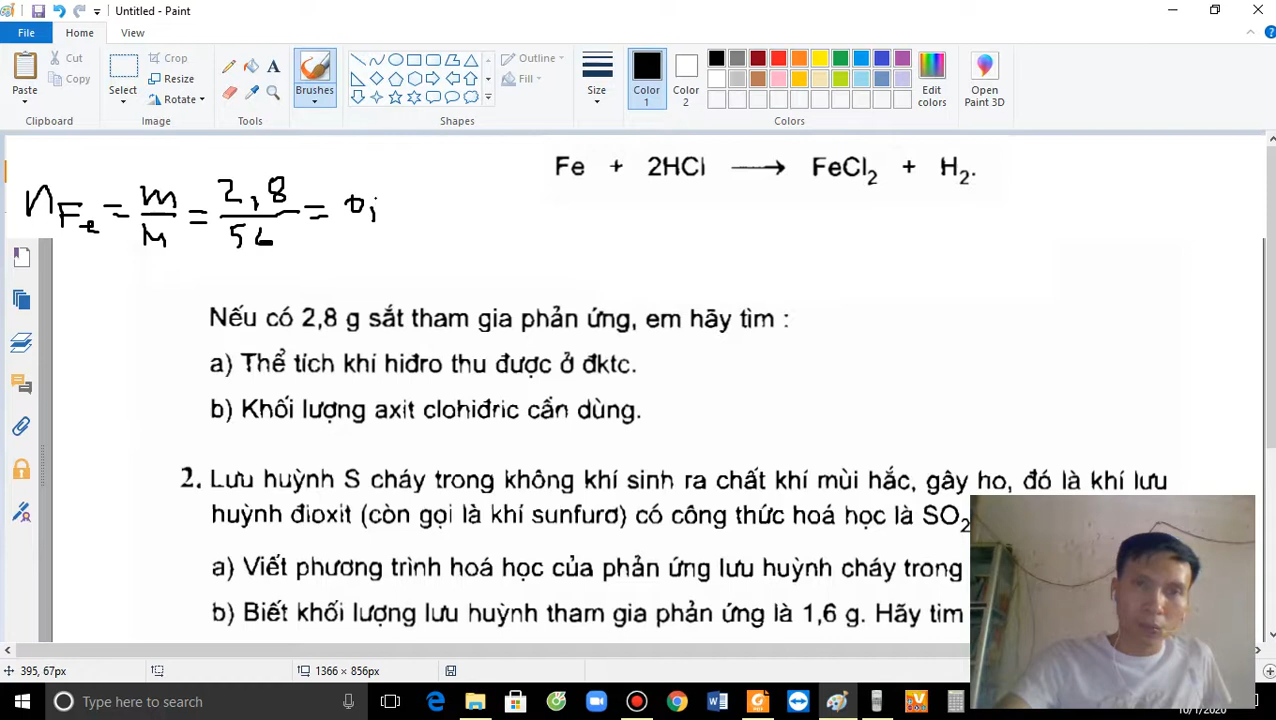 Untitled - Paint
File Home View
Paste Cut Copy Clipboard
Select Crop Resize Rotate Image
Tools
Brushes
Outline Fill Shapes
Size
Color 1 Color 2 Edit colors Colors
Open Paint 3D
Fe + 2HCl → FeCl₂ + H₂.
n Fe = m/M = 2,8/56 = 0,
Nếu có 2,8 g sắt tham gia phản ứng, em hãy tìm :
a) Thể tích khí hiđro thu được ở đktc.
b) Khối lượng axit clohiđric cần dùng.
2. Lưu huỳnh S cháy trong không khí sinh ra chất khí mùi hắc, gây ho, đó là khí lưu
huỳnh đioxit (còn gọi là khí sunfurơ) có công thức hoá học là SO₂
a) Viết phương trình hoá học của phản ứng lưu huỳnh cháy trong
b) Biết khối lượng lưu huỳnh tham gia phản ứng là 1,6 g. Hãy tìm
395, 67px 1366 × 856px
Type here to search